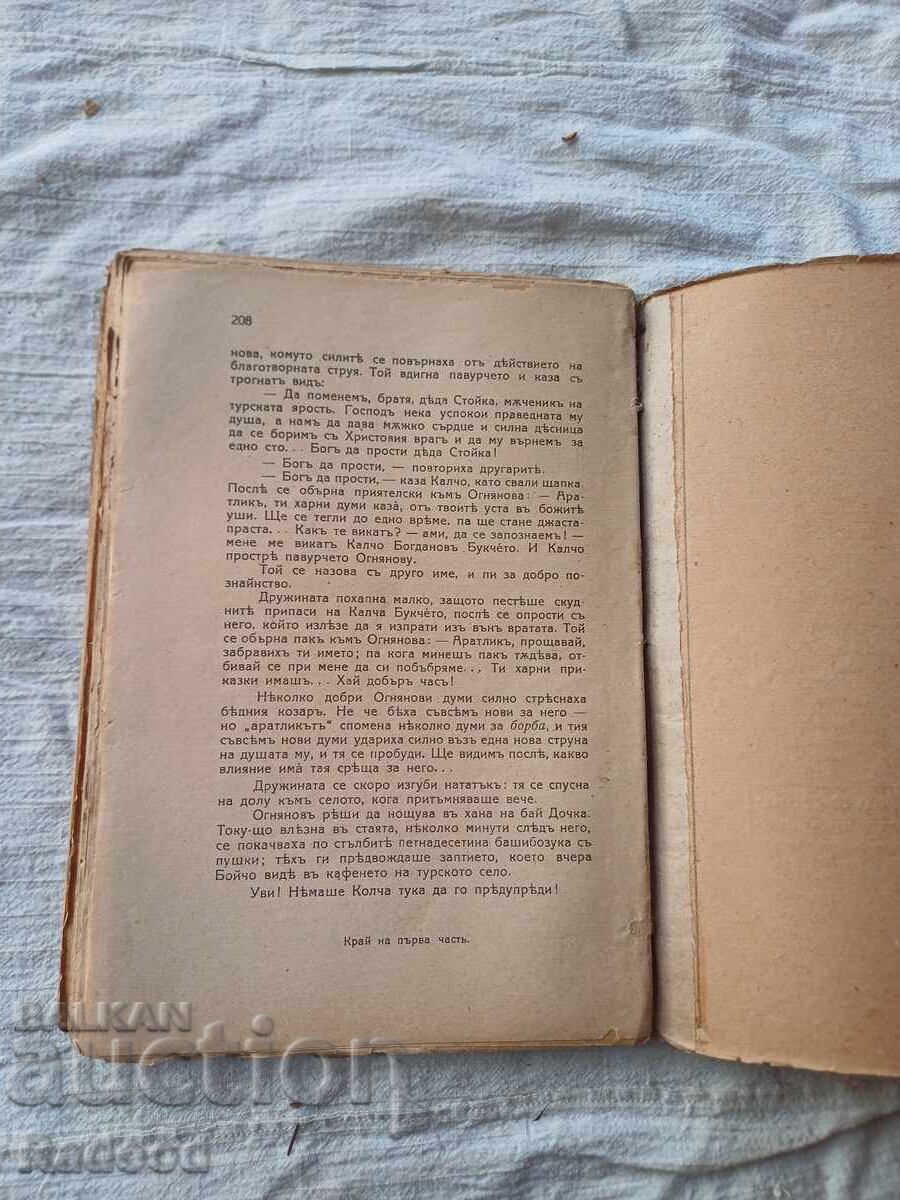 208
нова, комуто силитѣ се повърнаха отъ дѣйствието на
благотворната струя. Той вдигна павурчето и каза съ
трогнатъ видъ:
— Да поменемъ, братя, дѣда Стойка, мѫченикъ на
турската ярость. Господъ нека успокои праведната му
душа, а намъ да дава мѫжко сърдце и силна дѣсница
да се боримъ съ Христовия врагъ и да му върнемъ за
едно сто... Богъ да прости дѣда Стойка!
— Богъ да прости, — повториха другаритѣ.
— Богъ да прости, — каза Калчо, като свали шапка.
Послѣ се обърна приятелски къмъ Огнянова: — Арат-
ликъ, ти харни думи казà, отъ твоитѣ уста въ божитѣ
уши. Ще се тегли до едно врѣме, па ще стане джаста-
праста... Какъ те викатъ? — ами, да се запознаемъ! —
мене ме викатъ Калчо Богдановъ Букчѐто. И Калчо
прострѣ павурчето Огнянову.
Той се назова съ друго име, и пи за добро по-
знайнство.
Дружината похапна малко, защото пестѣше скуд-
нитѣ припаси на Калча Букчѐто, послѣ се опрости съ
него, който излѣзе да я изпрати изъ вънъ вратата. Той
се обърна пакъ къмъ Огнянова: — Аратликъ, прощавай,
забравихъ ти името; па кога минешъ пакъ тѫдѣва, от-
бивай се при мене да си побъбряме... Ти харни при-
казки имашъ... Хай добъръ часъ!
Нѣколко добри Огнянови думи силно стрѣснаха
бѣдния козаръ. Не че бѣха съвсѣмъ нови за него —
но „аратликътъ“ спомена нѣколко думи за борба, и тия
съвсѣмъ нови думи удариха силно възъ една нова струна
на душата му, и тя се пробуди. Ще видимъ послѣ, какво
влияние имà тая срѣща за него...
Дружината се скоро изгуби нататъкъ: тя се спусна
на долу къмъ селото, кога притъмняваше вече.
Огняновъ рѣши да нощува въ хана на бай Дочка.
Току-що влѣзна въ стаята, нѣколко минути слѣдъ него,
се покачваха по стълбитѣ петнадесетина башибозука съ
пушки; тѣхъ ги прѣдвождаше заптието, което вчера
Бойчо видѣ въ кафенето на турското село.
Уви! Нѣмаше Колча тука да го прѣдупрѣди!
Край на първа часть.
BALKAN
auction
Radood